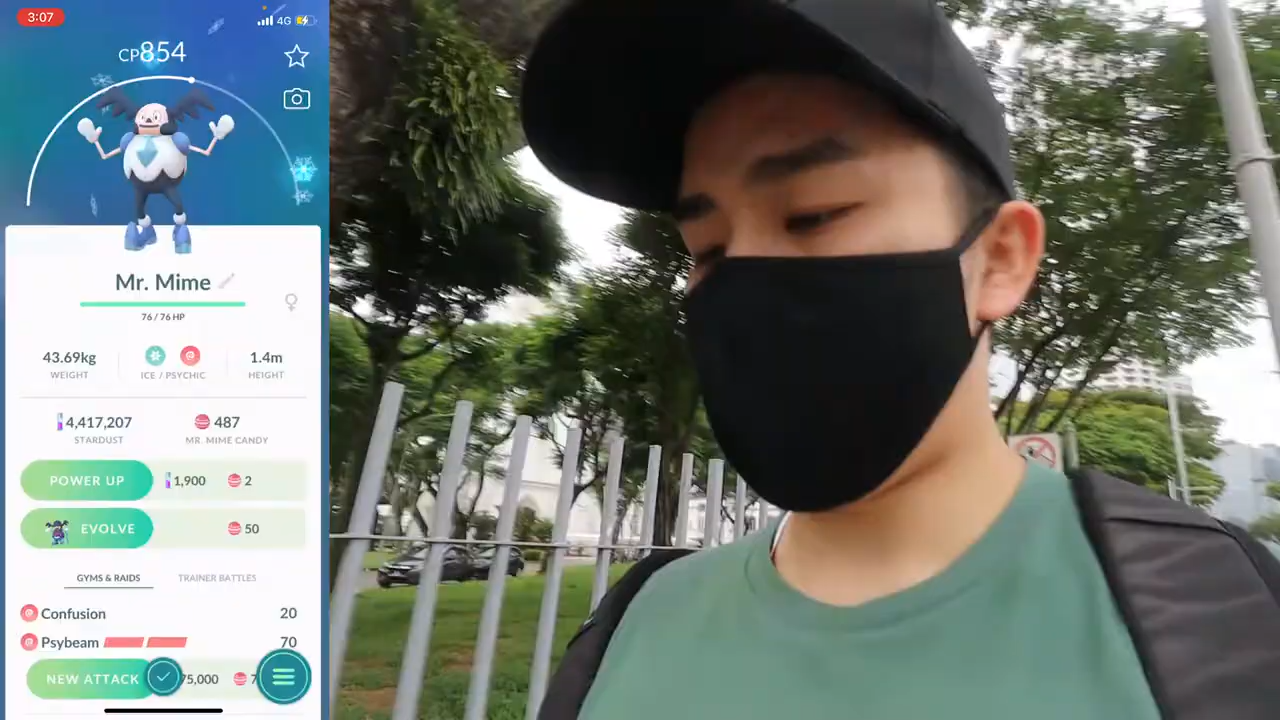 3:07
4G
CP854
Mr. Mime
76 / 76 HP
43.69kg
WEIGHT
ICE / PSYCHIC
1.4m
HEIGHT
4,417,207
STARDUST
487
MR. MIME CANDY
POWER UP
1,900
2
EVOLVE
50
GYMS & RAIDS
TRAINER BATTLES
Confusion
20
Psybeam
70
NEW ATTACK
75,000